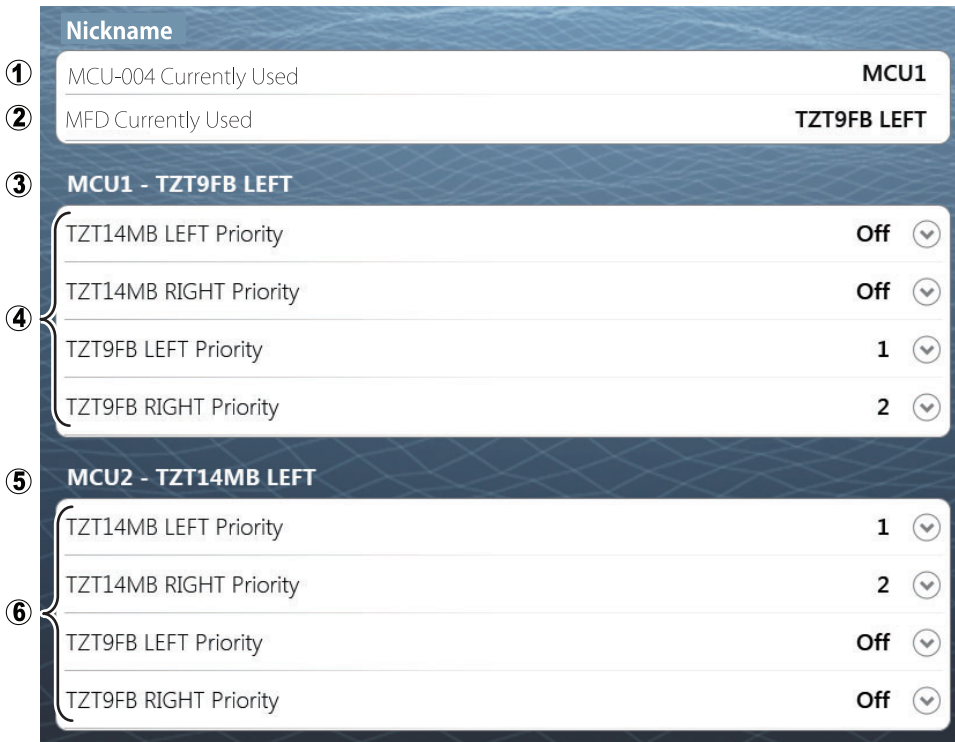 Nickname
1 MCU-004 Currently Used MCU1
2 MFD Currently Used TZT9FB LEFT
3 MCU1 - TZT9FB LEFT
TZT14MB LEFT Priority Off
TZT14MB RIGHT Priority Off
4
TZT9FB LEFT Priority 1
TZT9FB RIGHT Priority 2
5 MCU2 - TZT14MB LEFT
TZT14MB LEFT Priority 1
TZT14MB RIGHT Priority 2
6
TZT9FB LEFT Priority Off
TZT9FB RIGHT Priority Off